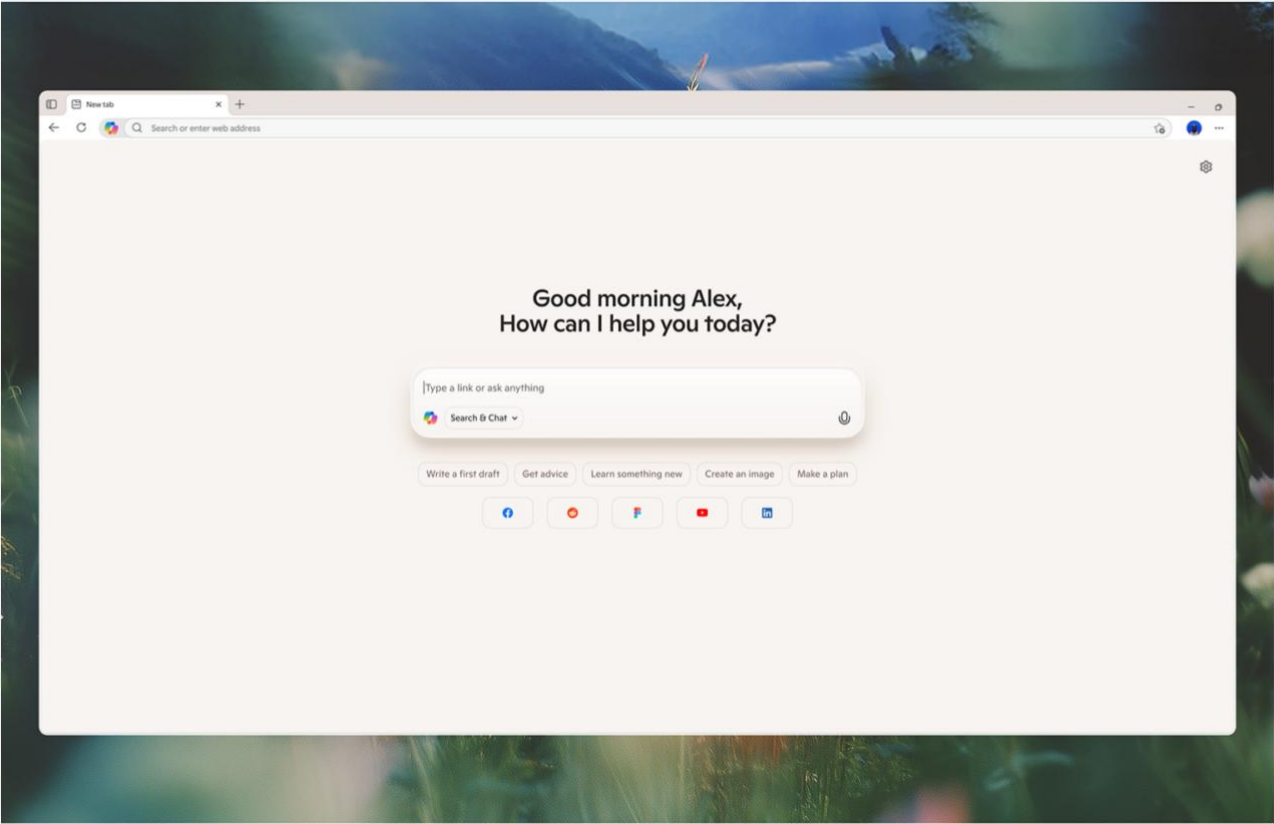 New tab
Search or enter web address
Good morning Alex,
How can I help you today?
Type a link or ask anything
Search & Chat
Write a first draft
Get advice
Learn something new
Create an image
Make a plan
in